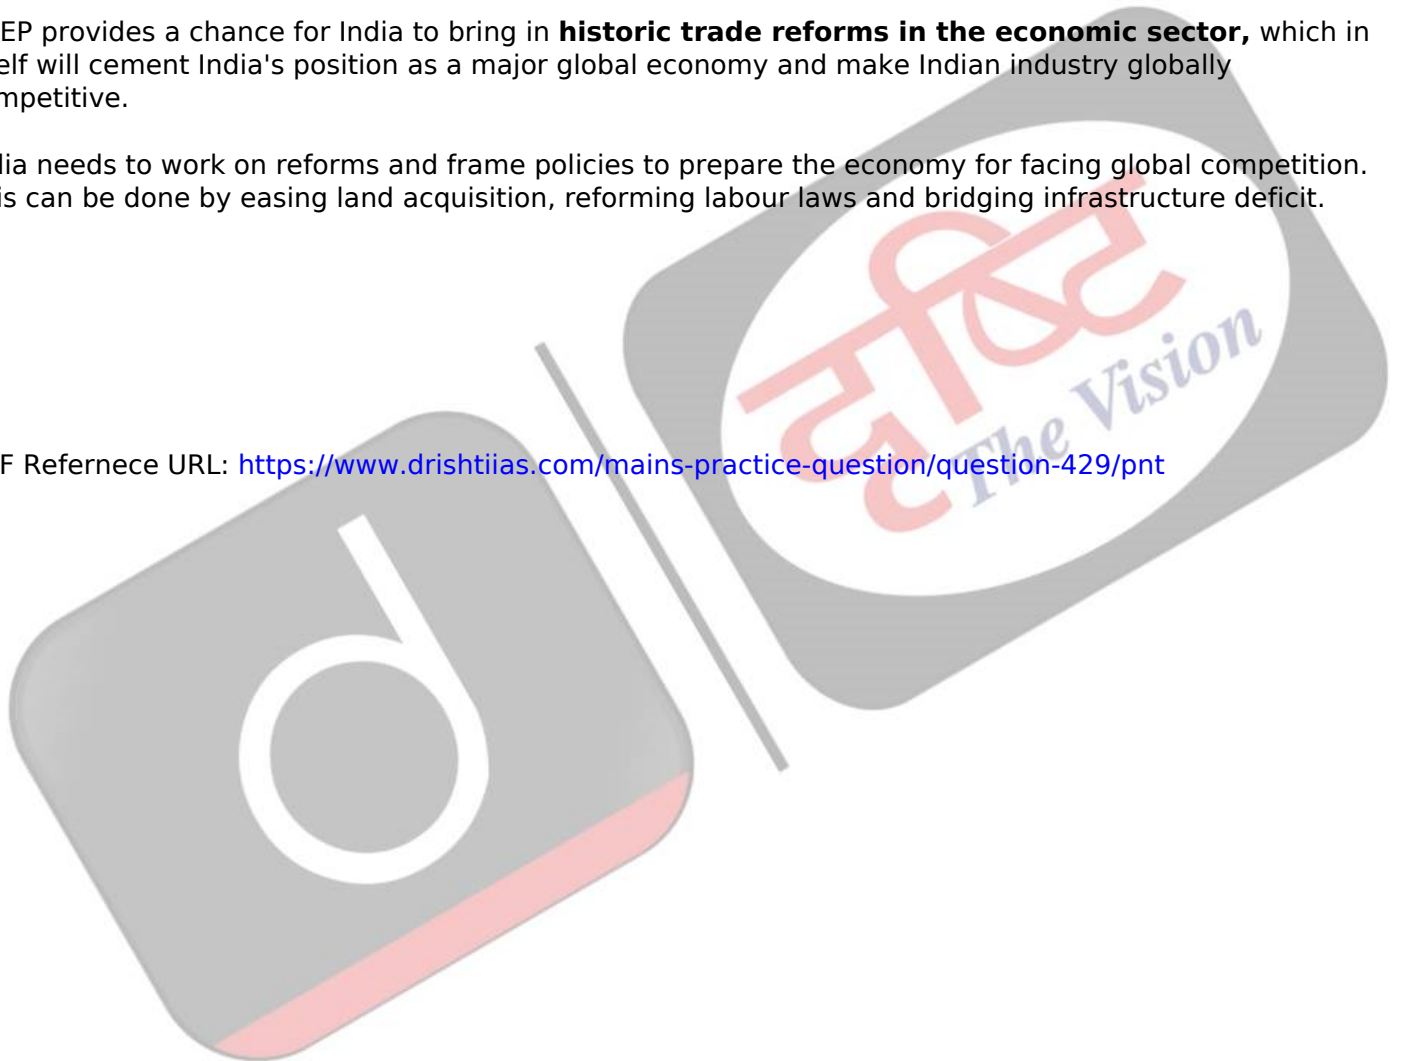 EP provides a chance for India to bring in historic trade reforms in the economic sector, which in
elf will cement India's position as a major global economy and make Indian industry globally
mpetitive.
dia needs to work on reforms and frame policies to prepare the economy for facing global competition.
is can be done by easing land acquisition, reforming labour laws and bridging infrastructure deficit.
दृष्टि
The Vision
F Refernece URL: https://www.drishtiias.com/mains-practice-question/question-429/pnt
d